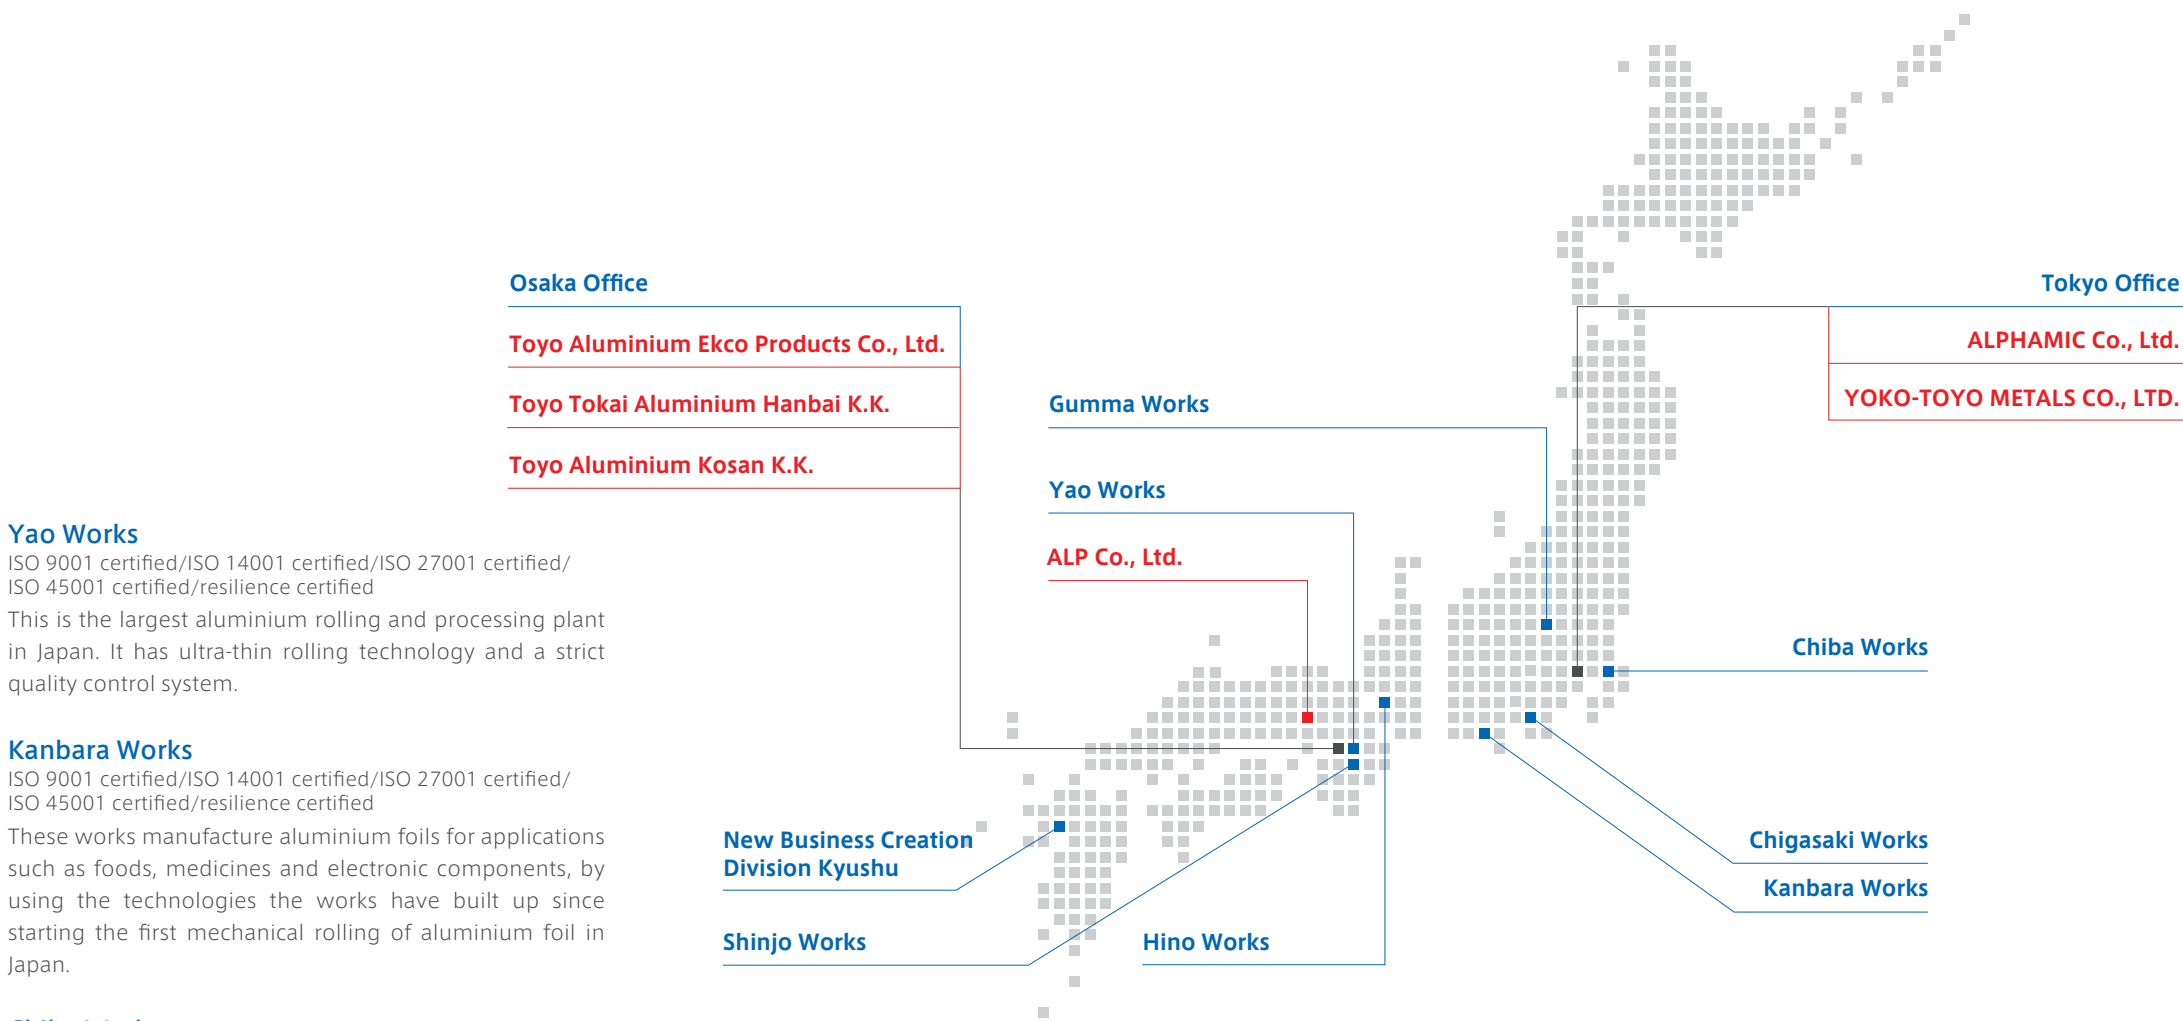 Osaka Office
Toyo Aluminium Ekco Products Co., Ltd.
Toyo Tokai Aluminium Hanbai K.K.
Toyo Aluminium Kosan K.K.
Tokyo Office
ALPHAMIC Co., Ltd.
YOKO-TOYO METALS CO., LTD.
Gumma Works
Yao Works
ALP Co., Ltd.
Yao Works
ISO 9001 certified/ISO 14001 certified/ISO 27001 certified/
ISO 45001 certified/resilience certified
This is the largest aluminium rolling and processing plant
in Japan. It has ultra-thin rolling technology and a strict
quality control system.
Kanbara Works
ISO 9001 certified/ISO 14001 certified/ISO 27001 certified/
ISO 45001 certified/resilience certified
These works manufacture aluminium foils for applications
such as foods, medicines and electronic components, by
using the technologies the works have built up since
starting the first mechanical rolling of aluminium foil in
Japan.
Chiba Works
New Business Creation
Division Kyushu
Shinjo Works
Hino Works
Chigasaki Works
Kanbara Works